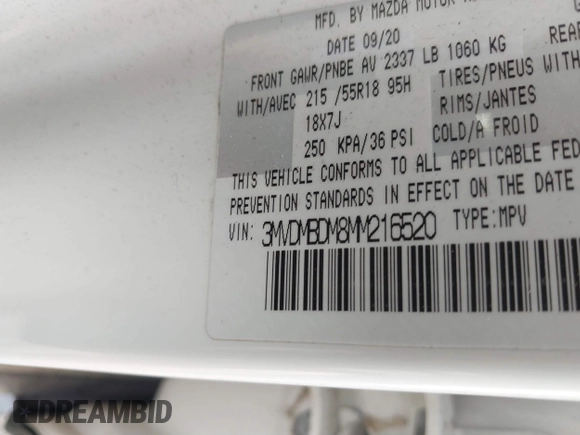 MFD. BY MAZDA MOTOR
DATE 09/20
FRONT GAWR/PNBE AV 2337 LB 1060 KG
REAR
WITH/AVEC 215 /55R18 95H
TIRES/PNEUS WITH
18X7J
RIMS/JANTES
250 KPA/36 PSI
COLD/A FROID
THIS VEHICLE CONFORMS TO ALL APPLICABLE FED
PREVENTION STANDARDS IN EFFECT ON THE DATE
VIN: 3MVDMBDM8MM216520 TYPE:MPV
DREAMBID